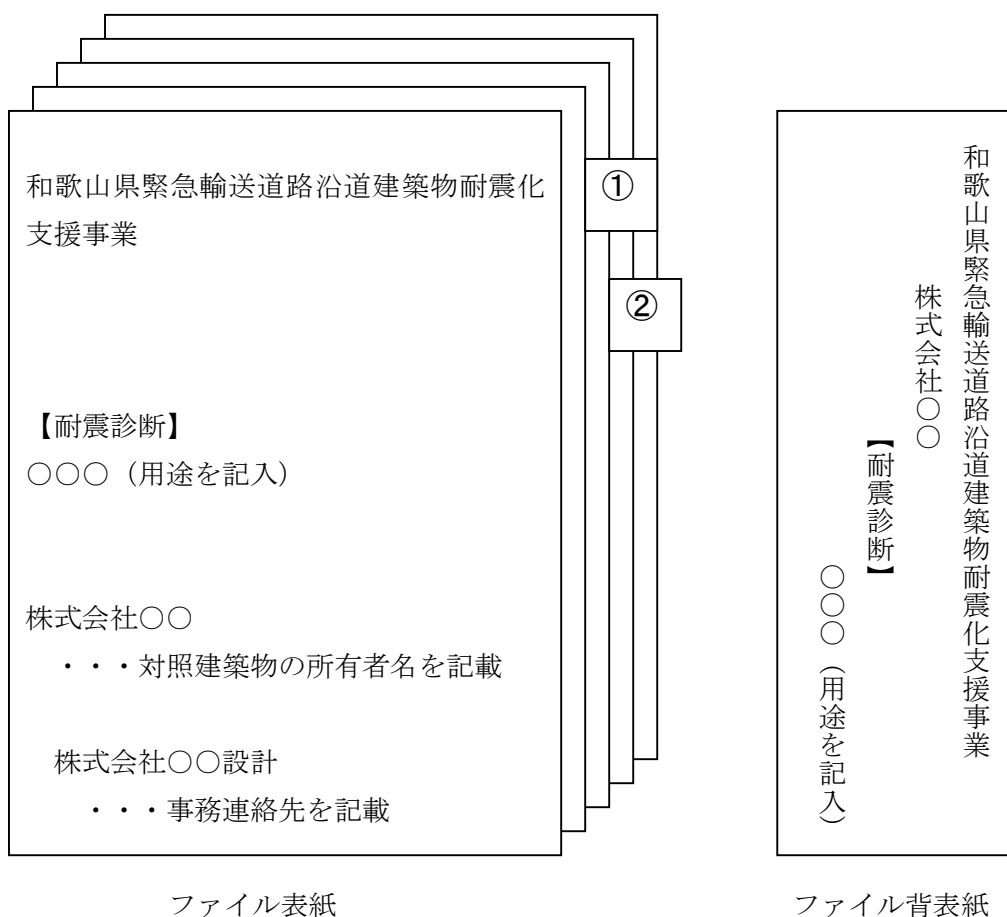 和歌山県緊急輸送道路沿道建築物耐震化
支援事業
①
②
【耐震診断】
○○○（用途を記入）
株式会社○○
・・・対照建築物の所有者名を記載
株式会社○○設計
・・・事務連絡先を記載
ファイル表紙
和歌山県緊急輸送道路沿道建築物耐震化支援事業
株式会社○○
【耐震診断】
○○○（用途を記入）
ファイル背表紙